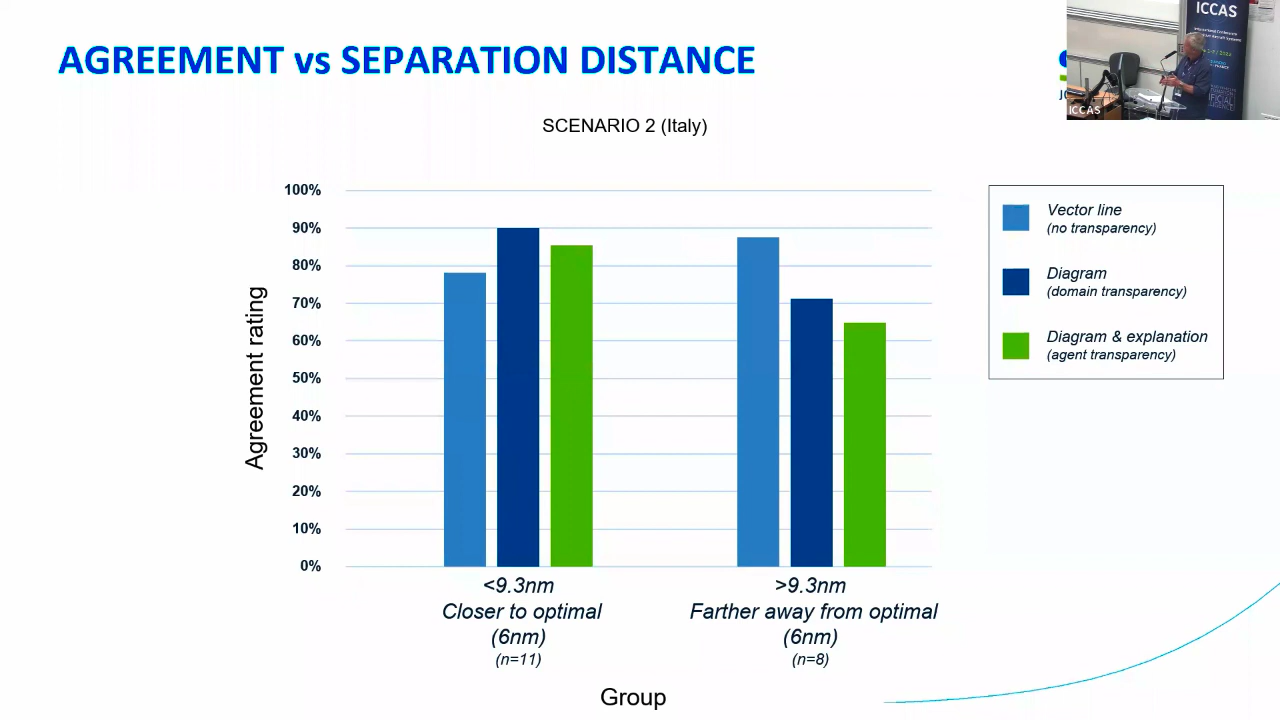 AGREEMENT vs SEPARATION DISTANCE
ICCAS
ICCAS
SCENARIO 2 (Italy)
100%
90%
80%
70%
60%
50%
40%
30%
20%
10%
0%
Agreement rating
Vector line
(no transparency)
Diagram
(domain transparency)
Diagram & explanation
(agent transparency)
<9.3nm
Closer to optimal
(6nm)
(n=11)
>9.3nm
Farther away from optimal
(6nm)
(n=8)
Group